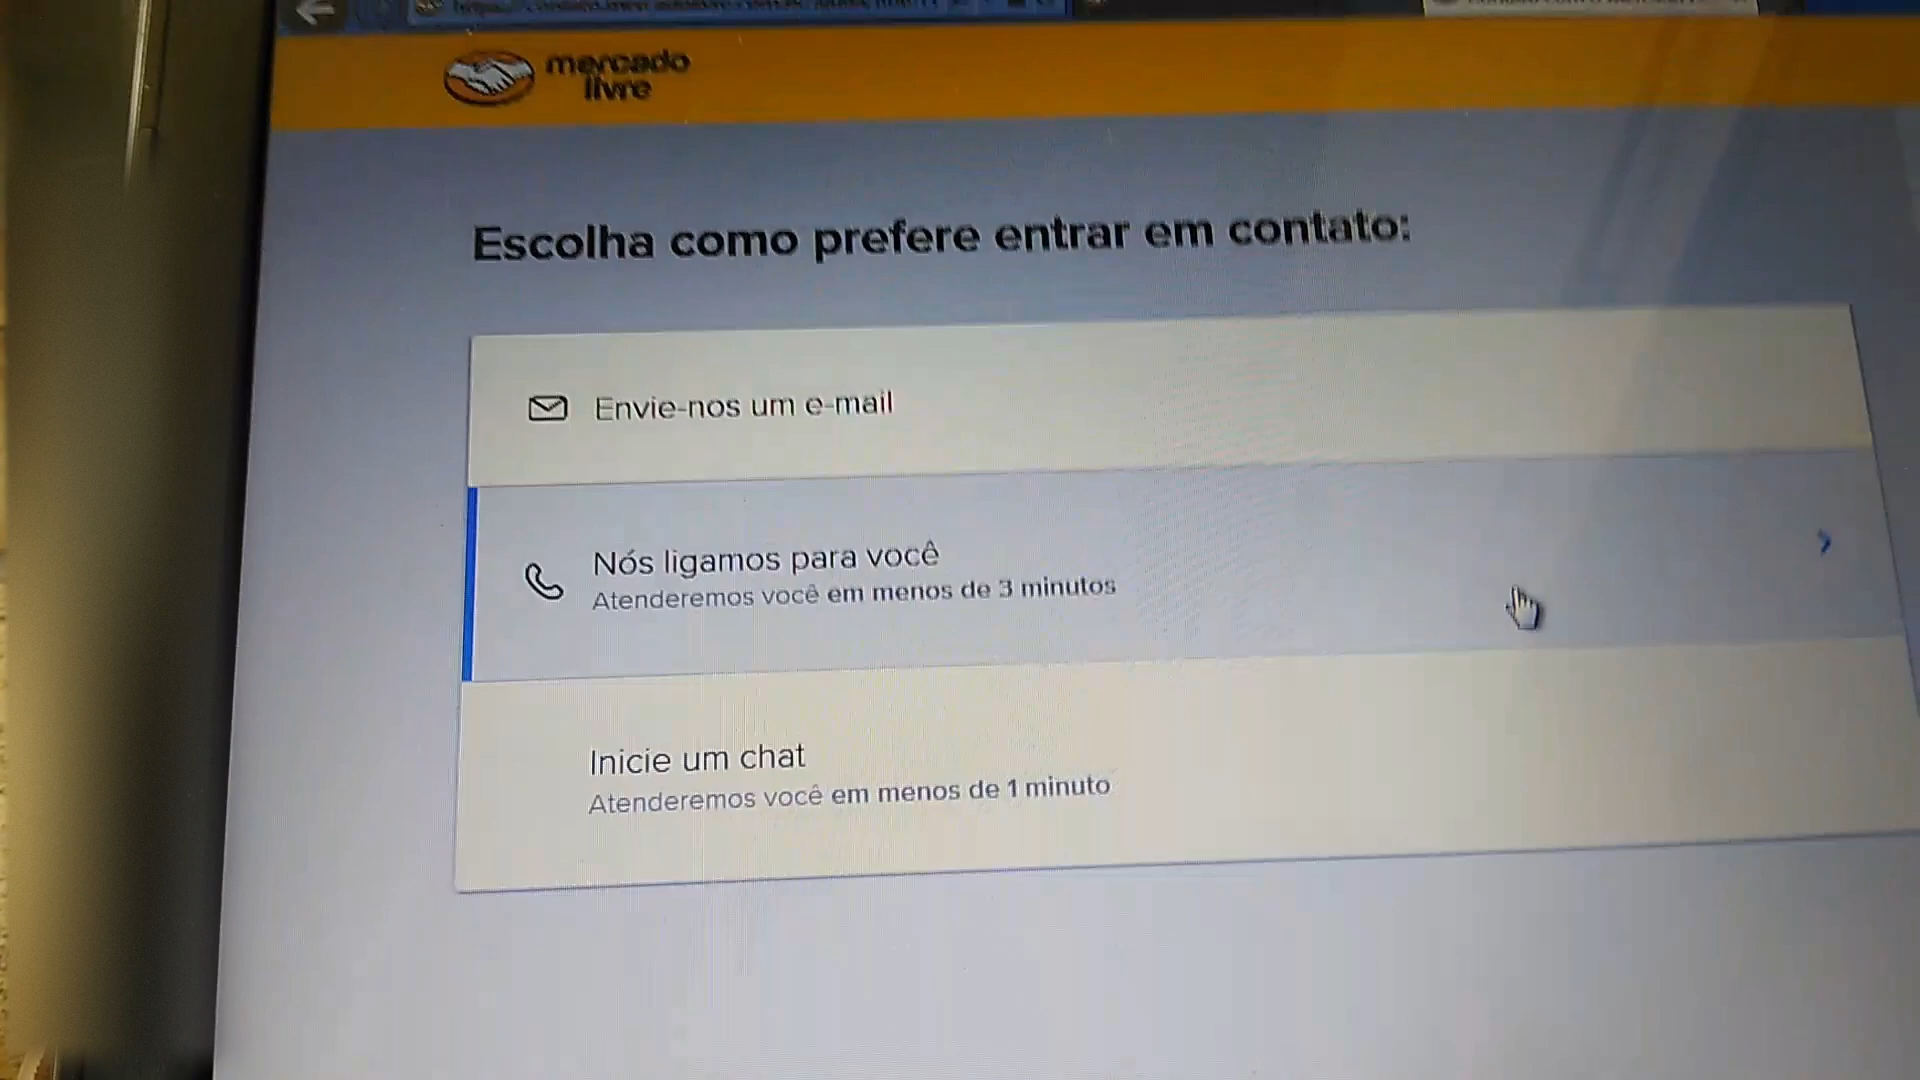 mercado
livre
Escolha como prefere entrar em contato:
Envie-nos um e-mail
Nós ligamos para você
Atenderemos você em menos de 3 minutos
Inicie um chat
Atenderemos você em menos de 1 minuto